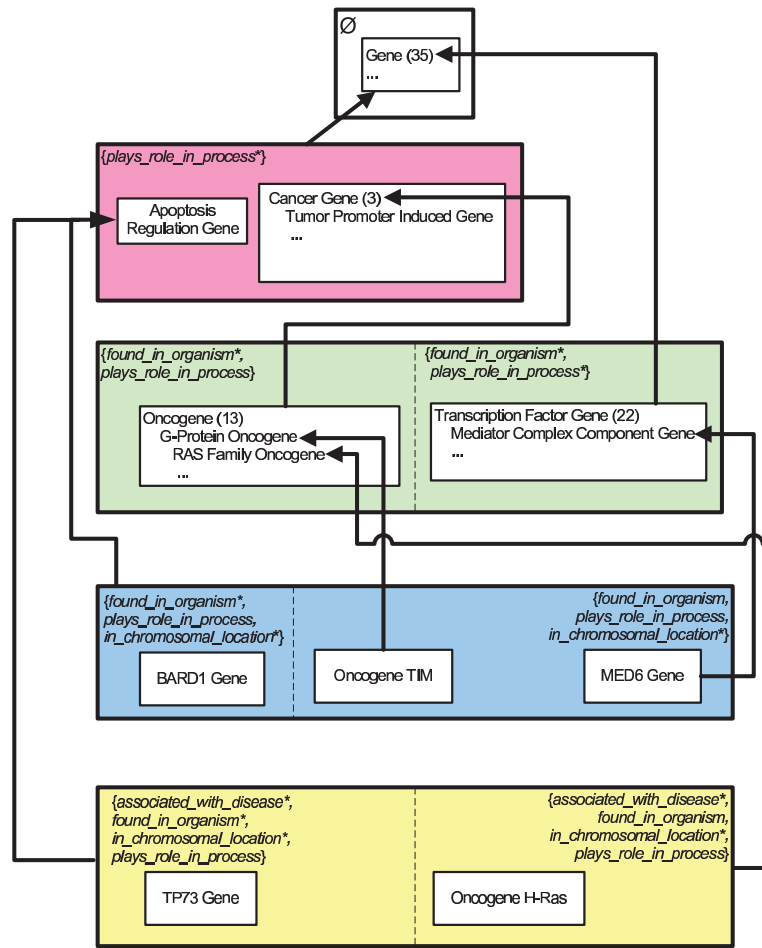 Ø
Gene (35)
...
{plays_role_in_process*}
Apoptosis
Regulation Gene
Cancer Gene (3)
Tumor Promoter Induced Gene
...
{found_in_organism*,
plays_role_in_process}
{found_in_organism*,
plays_role_in_process*}
Oncogene (13)
G-Protein Oncogene
RAS Family Oncogene
...
Transcription Factor Gene (22)
Mediator Complex Component Gene
...
{found_in_organism*,
plays_role_in_process,
in_chromosomal_location*}
{found_in_organism,
plays_role_in_process,
in_chromosomal_location*}
BARD1 Gene
Oncogene TIM
MED6 Gene
{associated_with_disease*,
found_in_organism*,
in_chromosomal_location*,
plays_role_in_process}
{associated_with_disease*,
found_in_organism,
in_chromosomal_location*,
plays_role_in_process}
TP73 Gene
Oncogene H-Ras